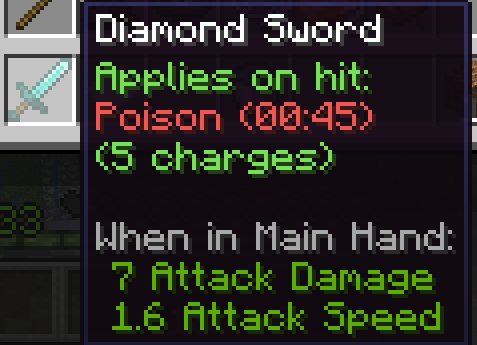 Diamond Sword
Applies on hit:
Poison (00:45)
(5 charges)
When in Main Hand:
7 Attack Damage
1.6 Attack Speed